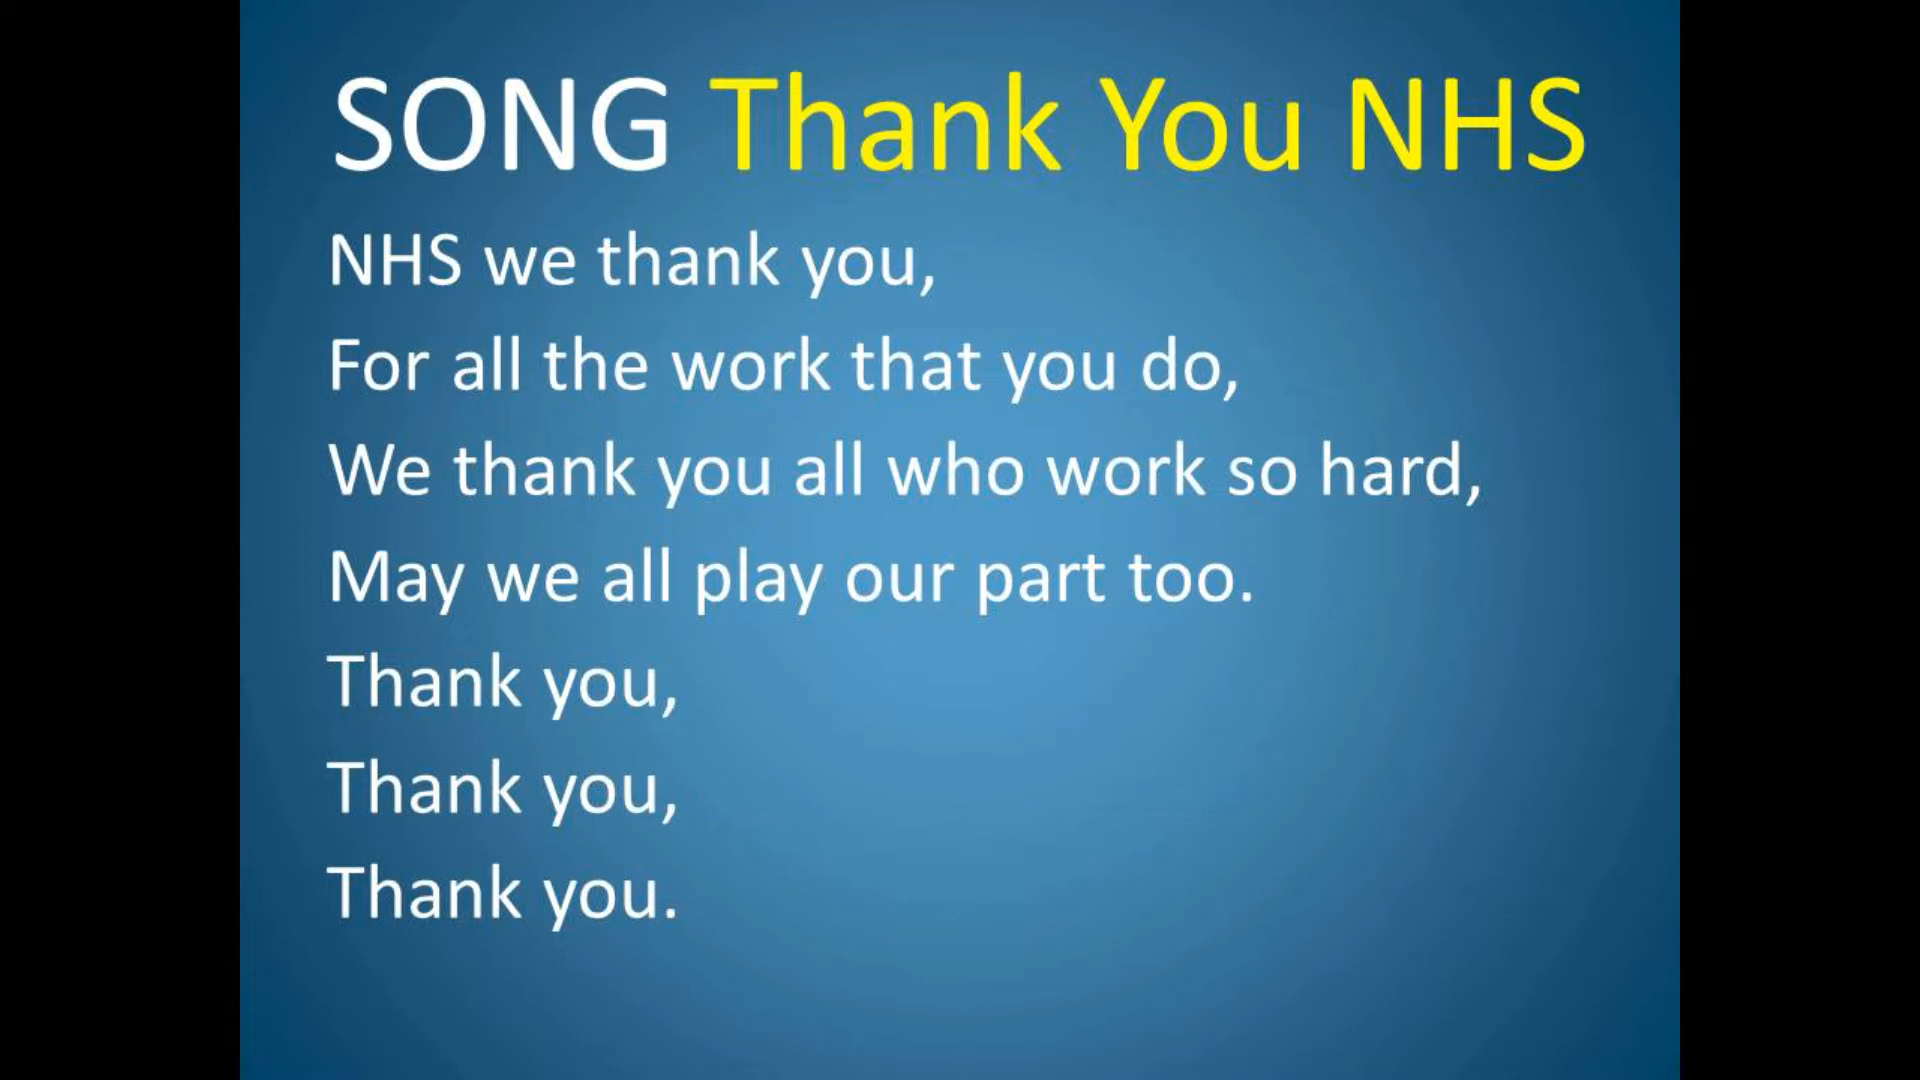 SONG Thank You NHS
NHS we thank you,
For all the work that you do,
We thank you all who work so hard,
May we all play our part too.
Thank you,
Thank you,
Thank you.